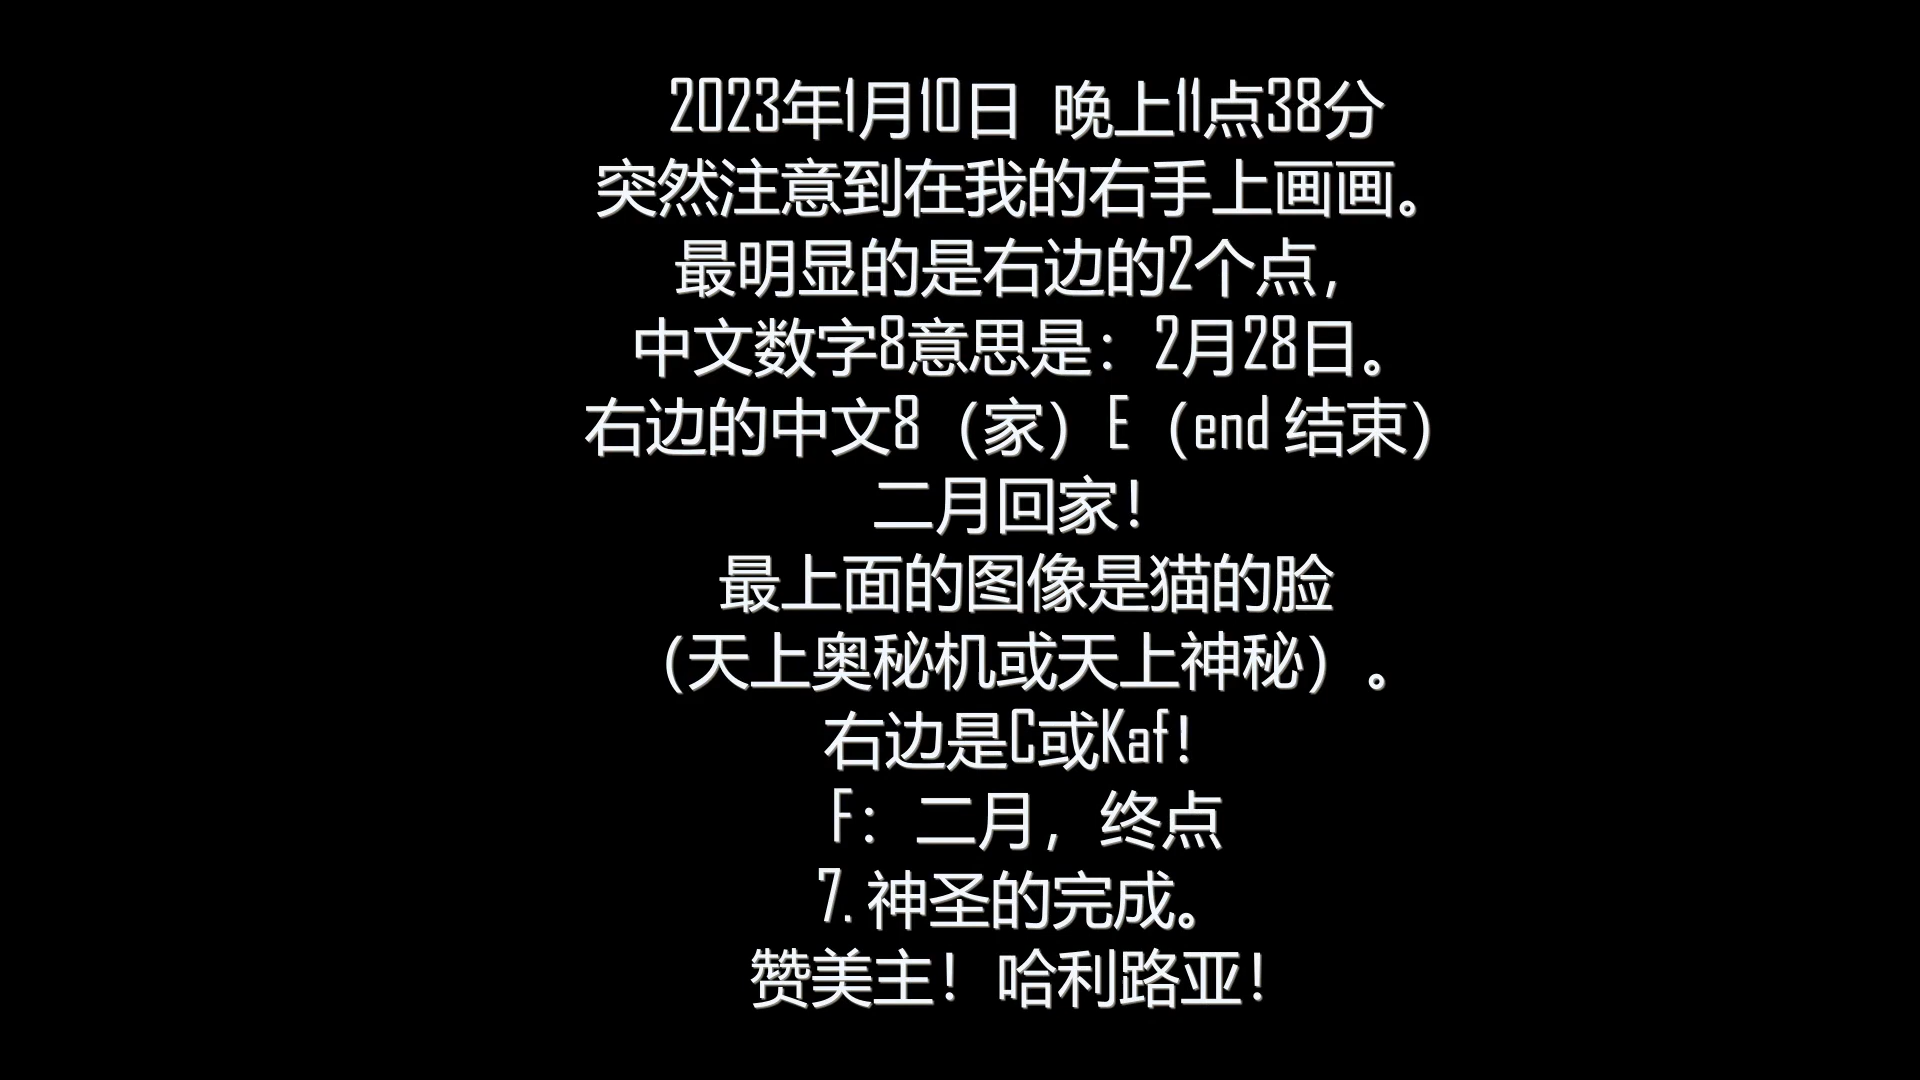 2023年1月10日 晚上11点38分
突然注意到在我的右手上画画。
最明显的是右边的2个点，
中文数字8意思是：2月28日。
右边的中文8（家）E（end 结束）
二月回家！
最上面的图像是猫的脸
（天上奥秘机或天上神秘）。
右边是C或Kaf！
F：二月，终点
7. 神圣的完成。
赞美主！哈利路亚！